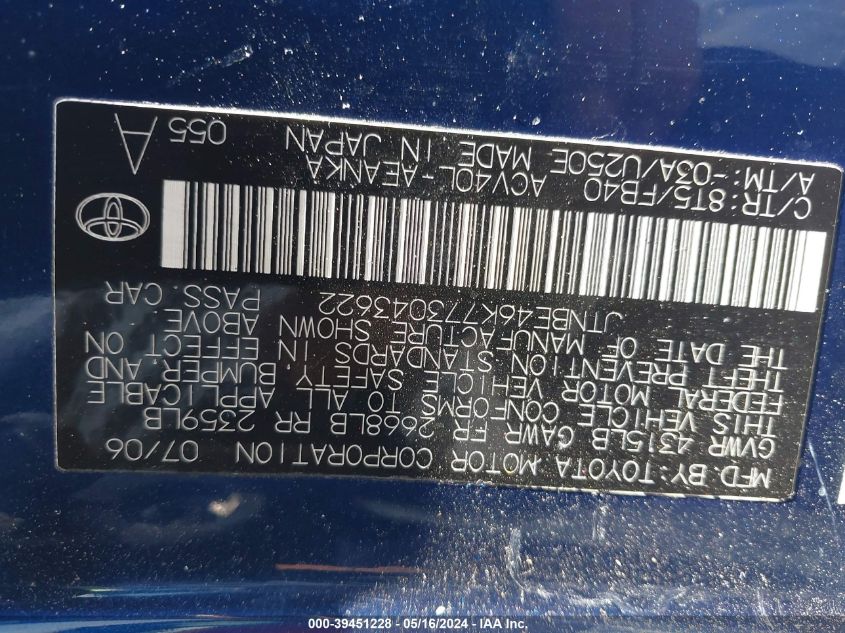 MFD.BY:TOYOTA MOTOR CORPORATION 07/06
GVWR 4315LB GAWR FR 2668LB RR 2359LB
THIS VEHICLE CONFORMS TO ALL APPLICABLE
FEDERAL MOTOR VEHICLE SAFETY, BUMPER AND
THEFT PREVENTION STANDARDS IN EFFECT ON
THE DATE OF MANUFACTURE SHOWN ABOVE.
JTNBE46K773043622 PASS. CAR
C/TR:8T5/FB40 ACV40L-AEANKA
A/TM:-03A/U250E MADE IN JAPAN 055 A
000-39451228 - 05/16/2024 - IAA Inc.